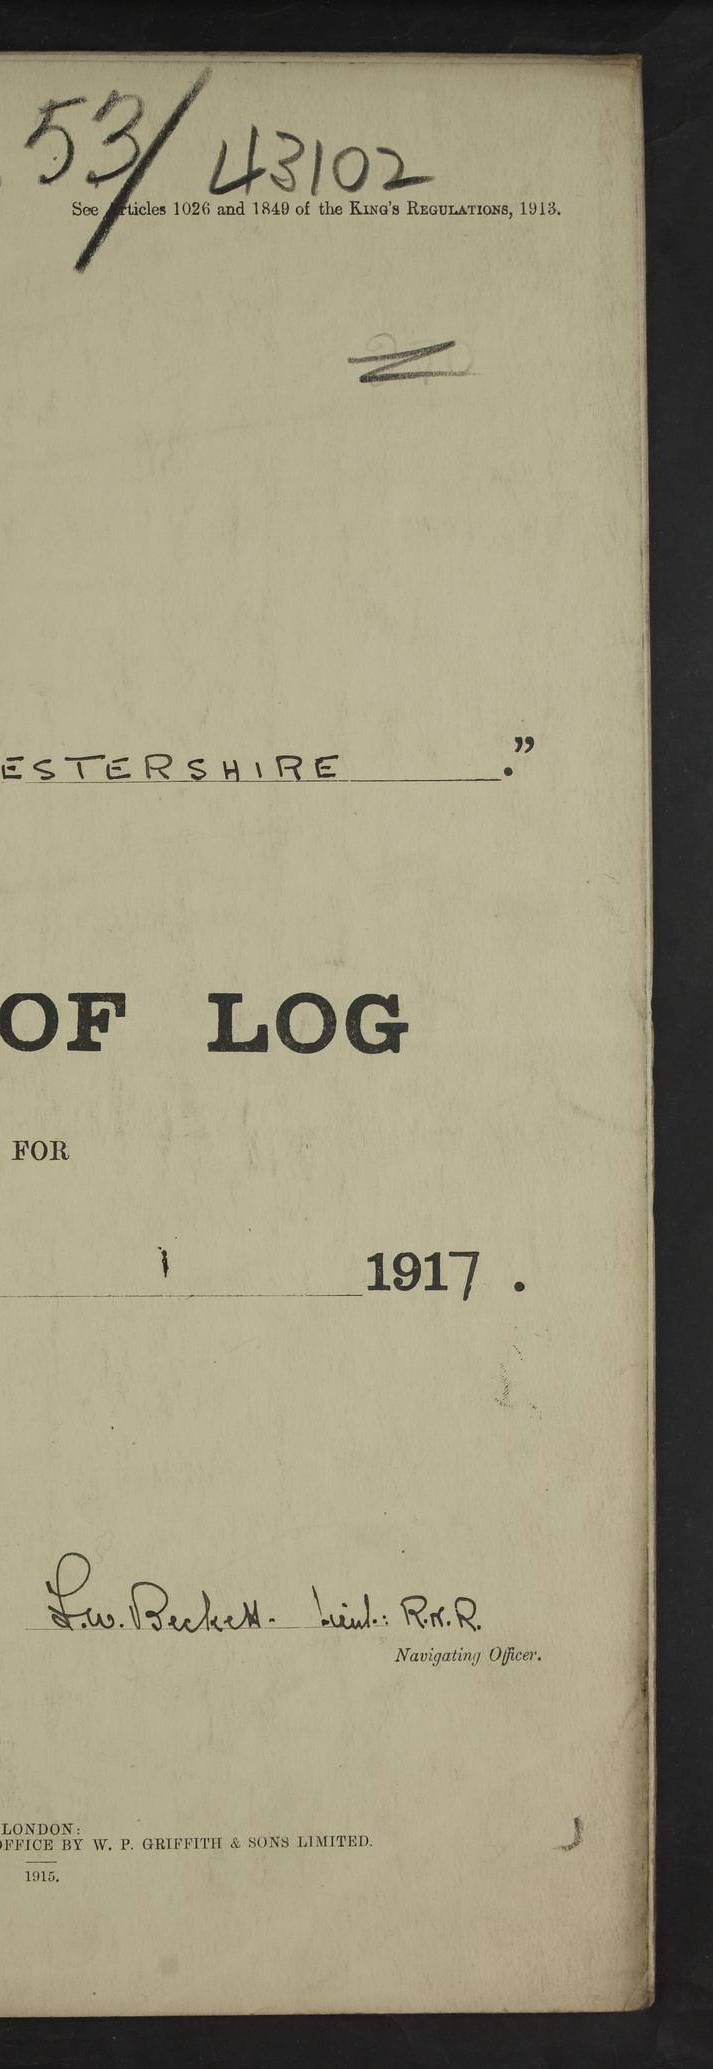 53/43102
See Articles 1026 and 1849 of the KING'S REGULATIONS, 1913.
ESTERSHIRE ."
OF LOG
FOR
1917.
L.W. Beckett. Lieut: R.N.R.
Navigating Officer.
LONDON:
OFFICE BY W. P. GRIFFITH & SONS LIMITED.
1915.